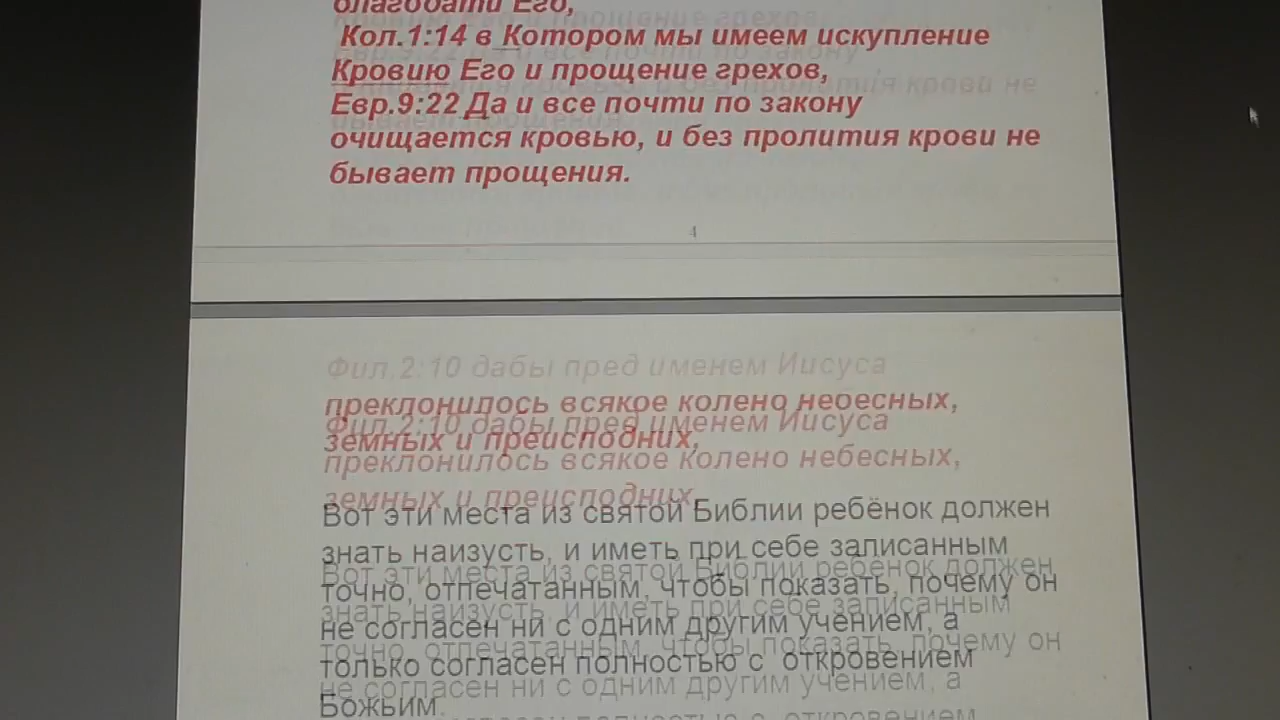 благодати Его,
Кол.1:14 в Котором мы имеем искупление
Кровию Его и прощение грехов,
Евр.9:22 Да и все почти по закону
очищается кровью, и без пролития крови не
бывает прощения.
4
Фил.2:10 дабы пред именем Иисуса
преклонилось всякое колено небесных,
земных и преисподних,
Вот эти места из святой Библии ребёнок должен
знать наизусть, и иметь при себе записанным
точно, отпечатанным, чтобы показать, почему он
не согласен ни с одним другим учением, а
только согласен полностью с откровением
Божьим.